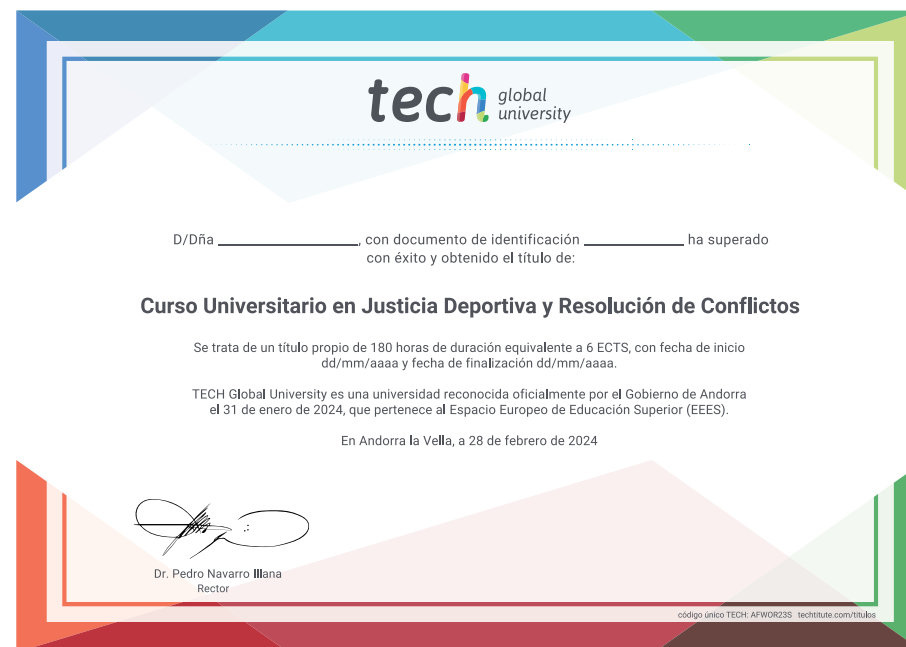 tech global university
D/Dña ____________________, con documento de identificación ______________ ha superado
con éxito y obtenido el título de:
Curso Universitario en Justicia Deportiva y Resolución de Conflictos
Se trata de un título propio de 180 horas de duración equivalente a 6 ECTS, con fecha de inicio
dd/mm/aaaa y fecha de finalización dd/mm/aaaa.
TECH Global University es una universidad reconocida oficialmente por el Gobierno de Andorra
el 31 de enero de 2024, que pertenece al Espacio Europeo de Educación Superior (EEES).
En Andorra la Vella, a 28 de febrero de 2024
Dr. Pedro Navarro Illana
Rector
código único TECH: AFWOR23S techtitute.com/titulos